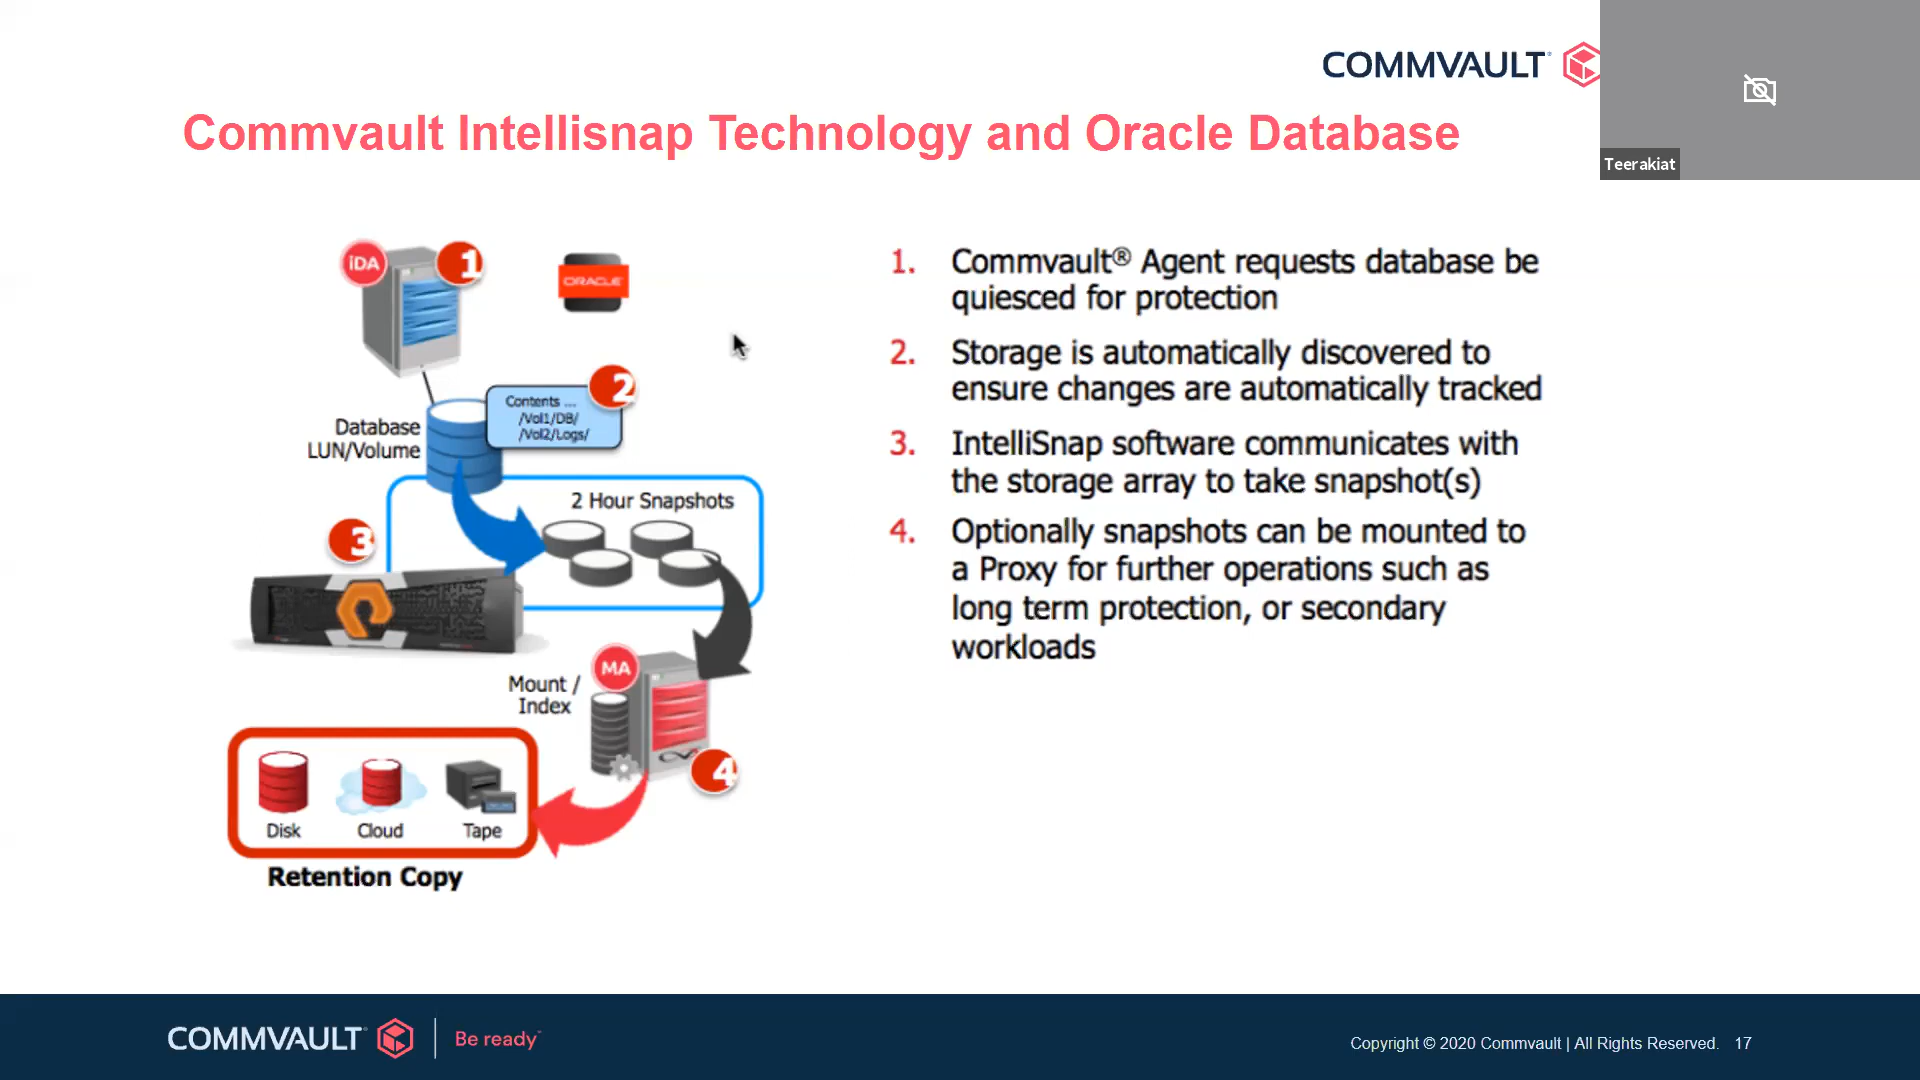 COMMVAULT
Teerakiat
Commvault Intellisnap Technology and Oracle Database
iDA
1
ORACLE
2
Contents ...
/Vol1/DB/
/Vol2/Logs/
Database
LUN/Volume
2 Hour Snapshots
3
MA
Mount /
Index
4
Disk
Cloud
Tape
Retention Copy
1. Commvault® Agent requests database be
quiesced for protection
2. Storage is automatically discovered to
ensure changes are automatically tracked
3. IntelliSnap software communicates with
the storage array to take snapshot(s)
4. Optionally snapshots can be mounted to
a Proxy for further operations such as
long term protection, or secondary
workloads
COMMVAULT
Be ready™
Copyright © 2020 Commvault | All Rights Reserved. 17